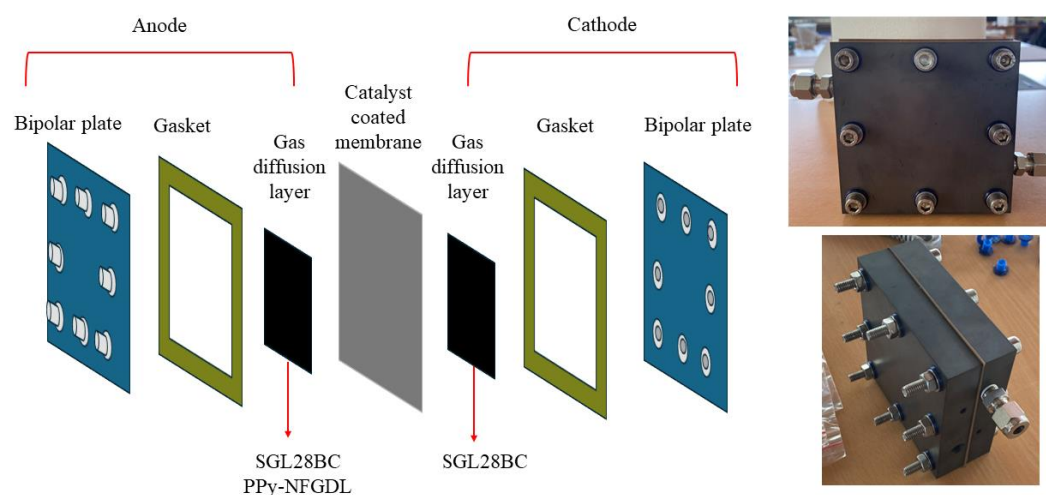 Anode
Cathode
Bipolar plate
Gasket
Gas
diffusion
layer
Catalyst
coated
membrane
Gas
diffusion
layer
Gasket
Bipolar plate
SGL28BC
PPy-NFGDL
SGL28BC